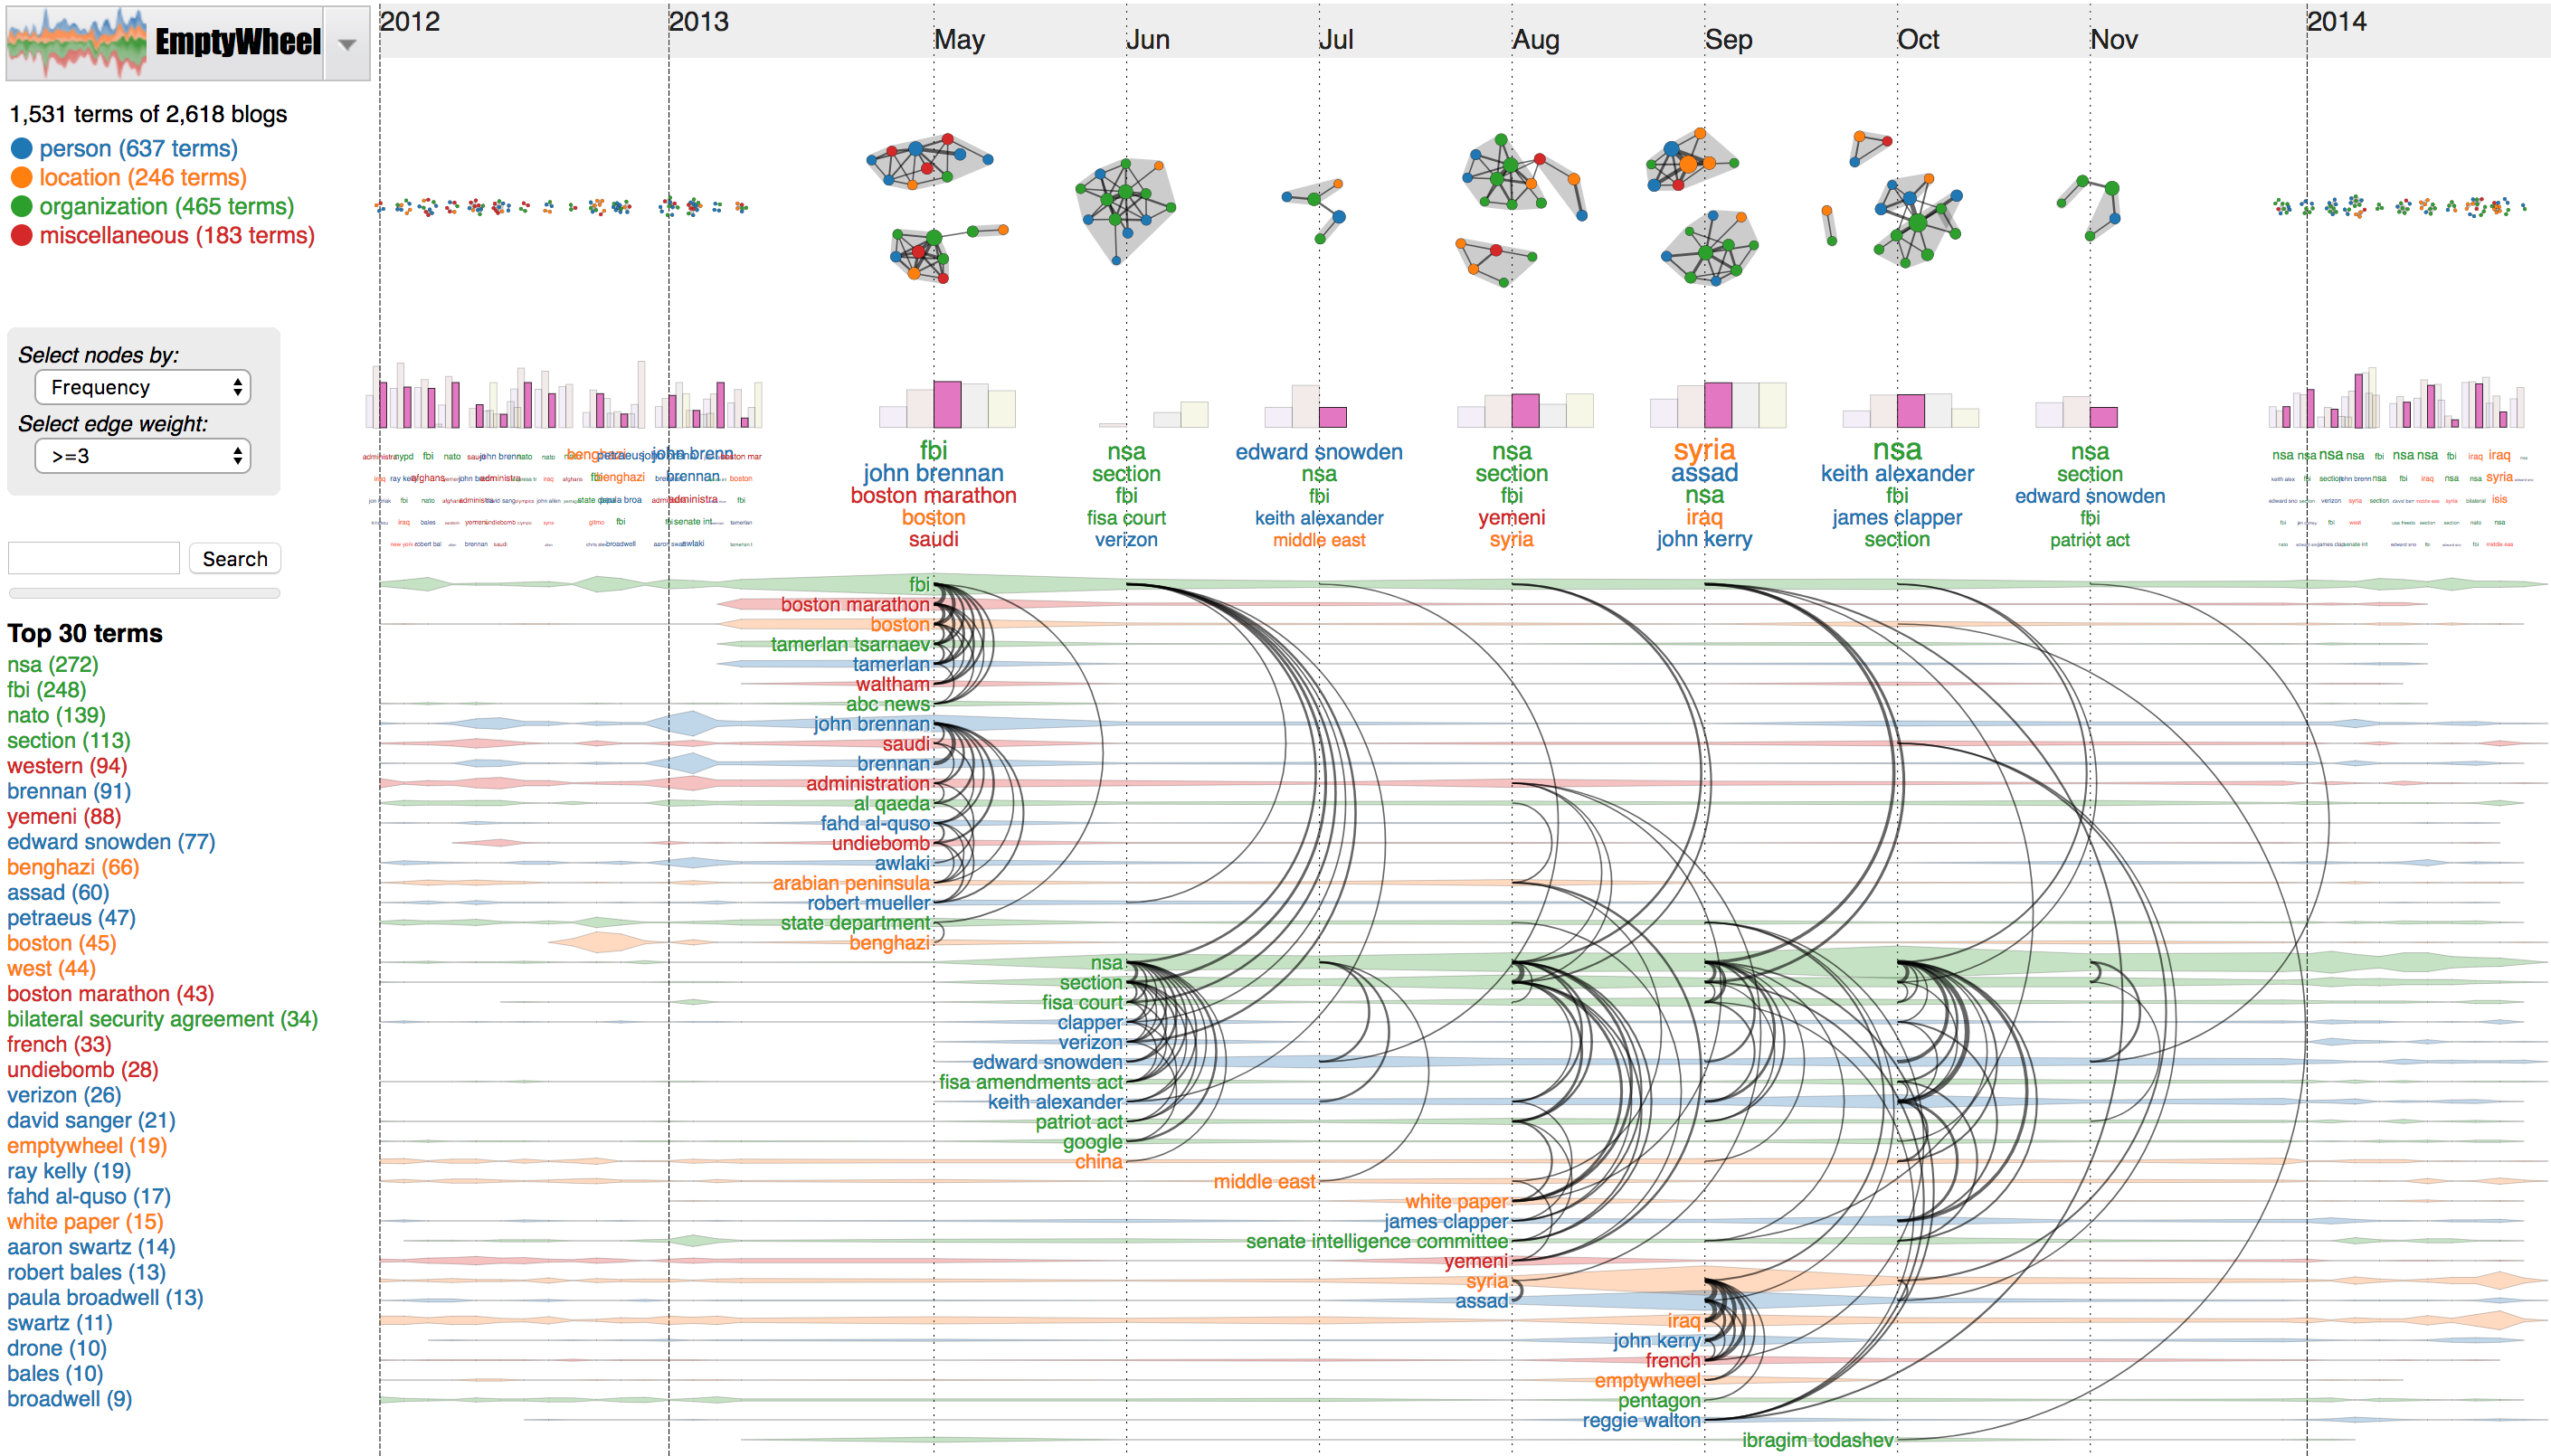 EmptyWheel
2012
2013
May
Jun
Jul
Aug
Sep
Oct
Nov
2014
1,531 terms of 2,618 blogs
person (637 terms)
location (246 terms)
organization (465 terms)
miscellaneous (183 terms)
Select nodes by:
Frequency
Select edge weight:
>=3
Search
Top 30 terms
nsa (272)
fbi (248)
nato (139)
section (113)
western (94)
brennan (91)
yemeni (88)
edward snowden (77)
benghazi (66)
assad (60)
petraeus (47)
boston (45)
west (44)
boston marathon (43)
bilateral security agreement (34)
french (33)
undiebomb (28)
verizon (26)
david sanger (21)
emptywheel (19)
ray kelly (19)
fahd al-quso (17)
white paper (15)
aaron swartz (14)
robert bales (13)
paula broadwell (13)
swartz (11)
drone (10)
bales (10)
broadwell (9)
fbi
john brennan
boston marathon
boston
saudi
nsa
section
fbi
fisa court
verizon
edward snowden
nsa
fbi
keith alexander
middle east
nsa
section
fbi
yemeni
syria
syria
assad
nsa
iraq
john kerry
nsa
keith alexander
fbi
james clapper
section
nsa
section
edward snowden
fbi
patriot act
fbi
boston marathon
boston
tamerlan tsarnaev
tamerlan
waltham
abc news
john brennan
saudi
brennan
administration
al qaeda
fahd al-quso
undiebomb
awlaki
arabian peninsula
robert mueller
state department
benghazi
nsa
section
fisa court
clapper
verizon
edward snowden
fisa amendments act
keith alexander
patriot act
google
china
middle east
white paper
james clapper
senate intelligence committee
yemeni
syria
assad
iraq
john kerry
french
emptywheel
pentagon
reggie walton
ibragim todashev